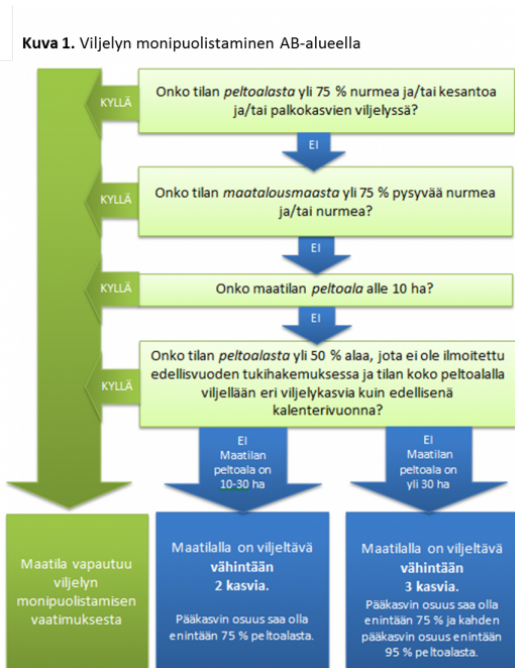 Kuva 1. Viljelyn monipuolistaminen AB-alueella
Onko tilan peltoalasta yli 75 % nurmea ja/tai kesantoa
ja/tai palkokasvien viljelyssä?
KYLLÄ
EI
Onko tilan maatalousmaasta yli 75 % pysyvää nurmea
ja/tai nurmea?
KYLLÄ
EI
Onko maatilan peltoala alle 10 ha?
KYLLÄ
EI
Onko tilan peltoalasta yli 50 % alaa, jota ei ole ilmoitettu
edellisvuoden tukihakemuksessa ja tilan koko peltoalalla
viljellään eri viljelykasvia kuin edellisenä
kalenterivuonna?
KYLLÄ
EI
Maatilan
peltoala on
10-30 ha
EI
Maatilan
peltoala on
yli 30 ha
Maatila vapautuu
viljelyn
monipuolistamisen
vaatimuksesta
Maatilalla on viljeltävä
vähintään
2 kasvia.
Pääkasvin osuus saa olla
enintään 75 % peltoalasta.
Maatilalla on viljeltävä
vähintään
3 kasvia.
Pääkasvin osuus saa olla
enintään 75 % ja kahden
pääkasvin osuus enintään
95 % peltoalasta.